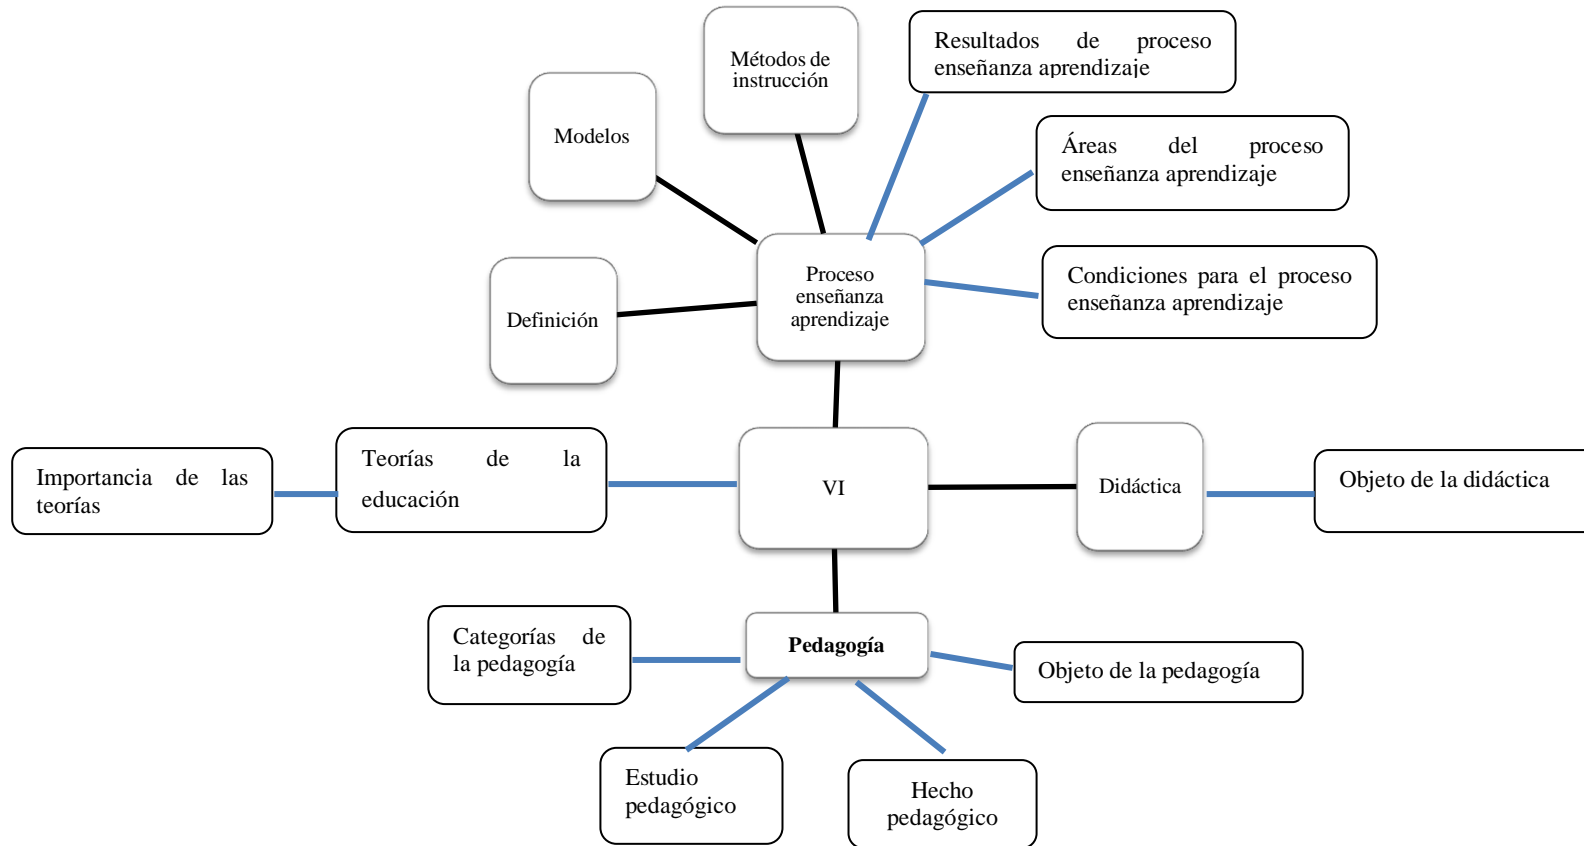 Métodos de
instrucción
Resultados de proceso
enseñanza aprendizaje
Modelos
Áreas del proceso
enseñanza aprendizaje
Proceso
enseñanza
aprendizaje
Condiciones para el proceso
enseñanza aprendizaje
Definición
Importancia de las
teorías
Teorías de la
educación
VI
Didáctica
Objeto de la didáctica
Categorías de
la pedagogía
Pedagogía
Objeto de la pedagogía
Estudio
pedagógico
Hecho
pedagógico